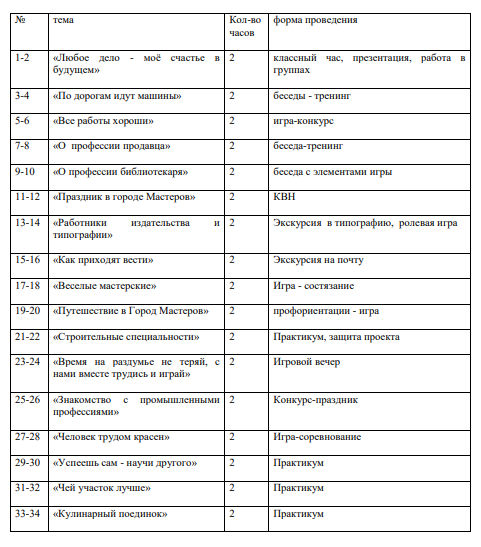 № тема Кол-во часов форма проведения
1-2 «Любое дело - моё счастье в будущем» 2 классный час, презентация, работа в группах
3-4 «По дорогам идут машины» 2 беседы - тренинг
5-6 «Все работы хороши» 2 игра-конкурс
7-8 «О профессии продавца» 2 беседа-тренинг
9-10 «О профессии библиотекаря» 2 беседа с элементами игры
11-12 «Праздник в городе Мастеров» 2 КВН
13-14 «Работники издательства и типографии» 2 Экскурсия в типографию, ролевая игра
15-16 «Как приходят вести» 2 Экскурсия на почту
17-18 «Веселые мастерские» 2 Игра - состязание
19-20 «Путешествие в Город Мастеров» 2 профориентации - игра
21-22 «Строительные специальности» 2 Практикум, защита проекта
23-24 «Время на раздумье не теряй, с нами вместе трудись и играй» 2 Игровой вечер
25-26 «Знакомство с промышленными профессиями» 2 Конкурс-праздник
27-28 «Человек трудом красен» 2 Игра-соревнование
29-30 «Успеешь сам - научи другого» 2 Практикум
31-32 «Чей участок лучше» 2 Практикум
33-34 «Кулинарный поединок» 2 Практикум